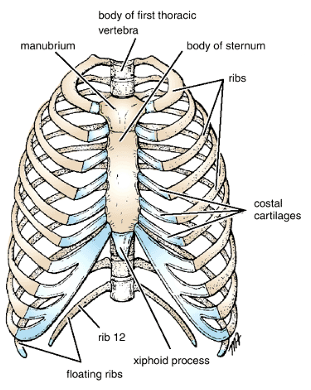 body of first thoracic
vertebra
manubrium
body of sternum
ribs
costal
cartilages
rib 12
xiphoid process
floating ribs